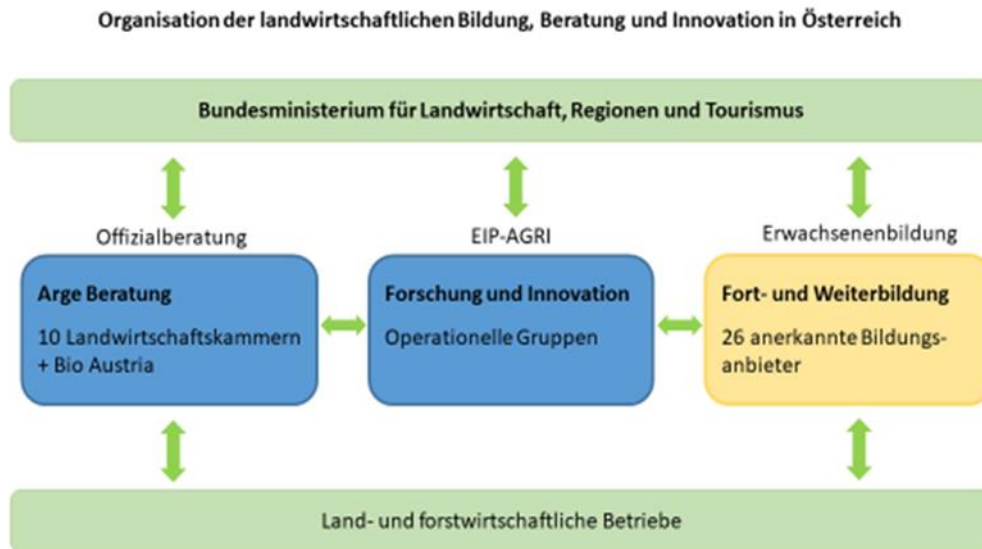 Organisation der landwirtschaftlichen Bildung, Beratung und Innovation in Österreich
Bundesministerium für Landwirtschaft, Regionen und Tourismus
Offizialberatung
Arge Beratung
10 Landwirtschaftskammern
+ Bio Austria
EIP-AGRI
Forschung und Innovation
Operationelle Gruppen
Erwachsenenbildung
Fort- und Weiterbildung
26 anerkannte Bildungs-
anbieter
Land- und forstwirtschaftliche Betriebe